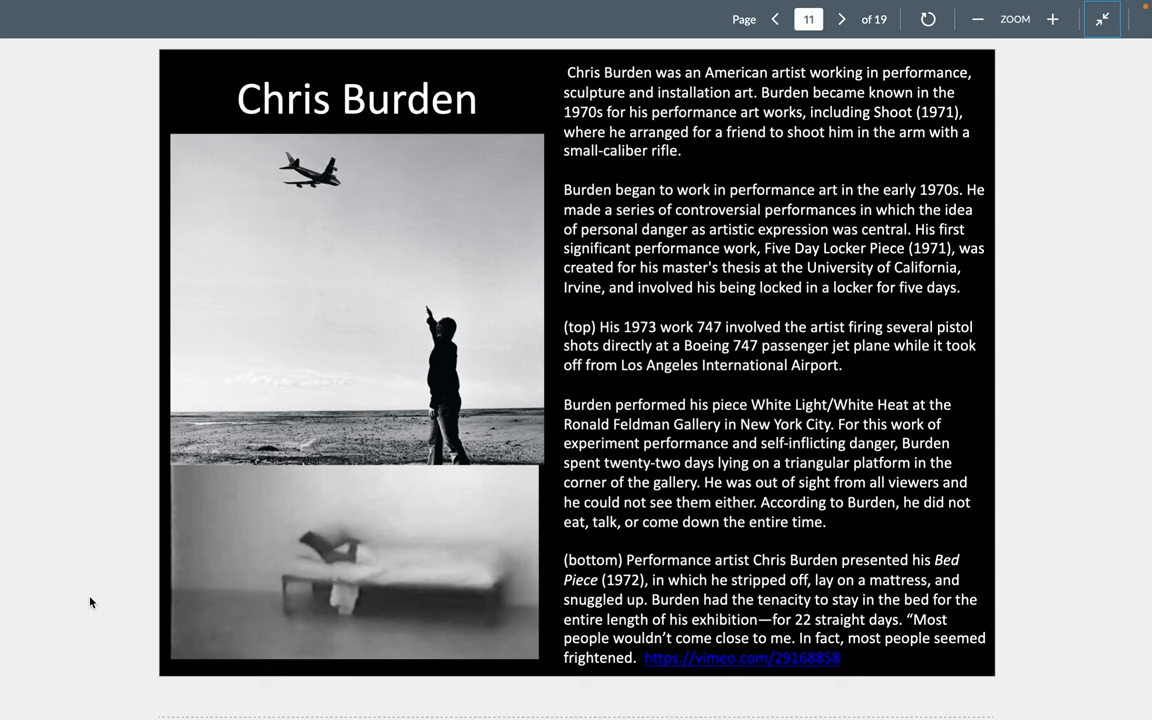 Page 11 of 19 ZOOM
Chris Burden
Chris Burden was an American artist working in performance,
sculpture and installation art. Burden became known in the
1970s for his performance art works, including Shoot (1971),
where he arranged for a friend to shoot him in the arm with a
small-caliber rifle.
Burden began to work in performance art in the early 1970s. He
made a series of controversial performances in which the idea
of personal danger as artistic expression was central. His first
significant performance work, Five Day Locker Piece (1971), was
created for his master's thesis at the University of California,
Irvine, and involved his being locked in a locker for five days.
(top) His 1973 work 747 involved the artist firing several pistol
shots directly at a Boeing 747 passenger jet plane while it took
off from Los Angeles International Airport.
Burden performed his piece White Light/White Heat at the
Ronald Feldman Gallery in New York City. For this work of
experiment performance and self-inflicting danger, Burden
spent twenty-two days lying on a triangular platform in the
corner of the gallery. He was out of sight from all viewers and
he could not see them either. According to Burden, he did not
eat, talk, or come down the entire time.
(bottom) Performance artist Chris Burden presented his Bed
Piece (1972), in which he stripped off, lay on a mattress, and
snuggled up. Burden had the tenacity to stay in the bed for the
entire length of his exhibition—for 22 straight days. “Most
people wouldn’t come close to me. In fact, most people seemed
frightened. https://vimeo.com/29168858